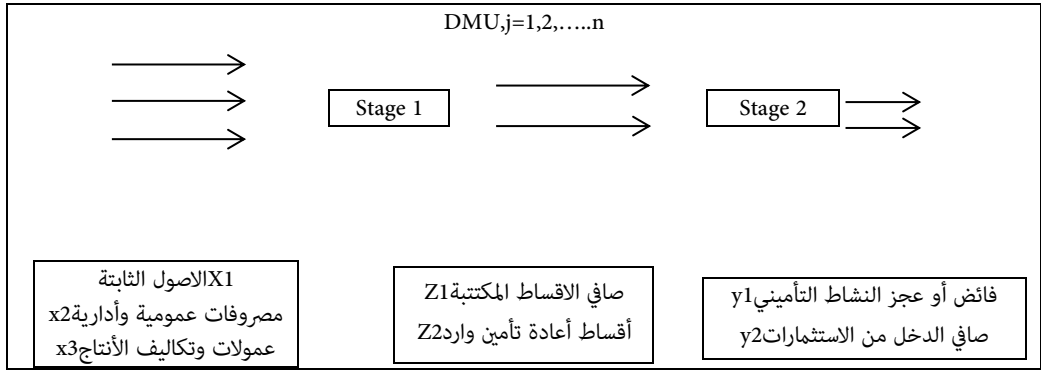 DMU,j=1,2,…..n
Stage 1
Stage 2
X1الاصول الثابتة
مصروفات عمومية وأدارية x2
عمولات وتكاليف الأنتاج x3
صافي الاقساط المكتتبة Z1
أقساط أعادة تأمين وارد Z2
فائض أو عجز النشاط التأميني y1
صافي الدخل من الاستثمارات y2